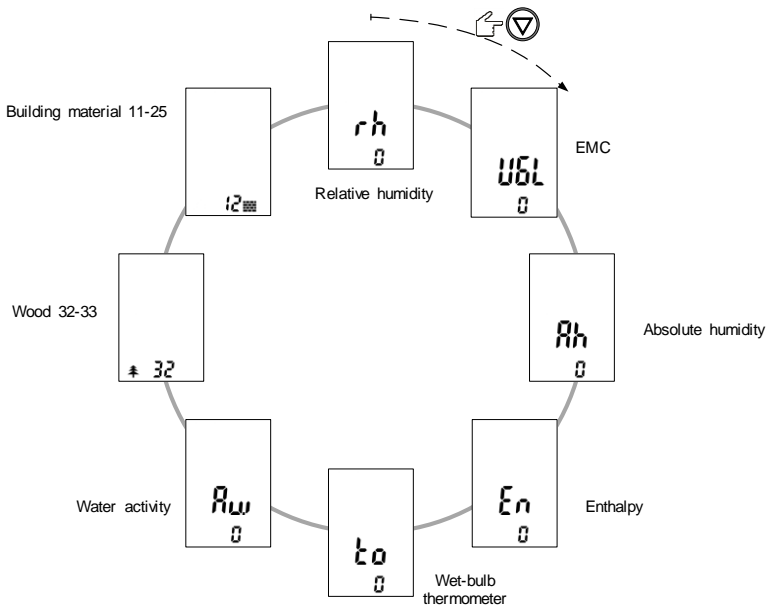 Building material 11-25
12
rh
0
Relative humidity
UGL
0
EMC
Wood 32-33
32
Ah
0
Absolute humidity
Water activity
Aw
0
to
0
Wet-bulb
thermometer
En
0
Enthalpy